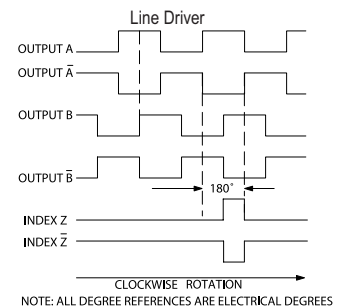 Line Driver
OUTPUT A
OUTPUT A̅
OUTPUT B
OUTPUT B̅
180°
INDEX Z
INDEX Z̅
CLOCKWISE ROTATION
NOTE: ALL DEGREE REFERENCES ARE ELECTRICAL DEGREES